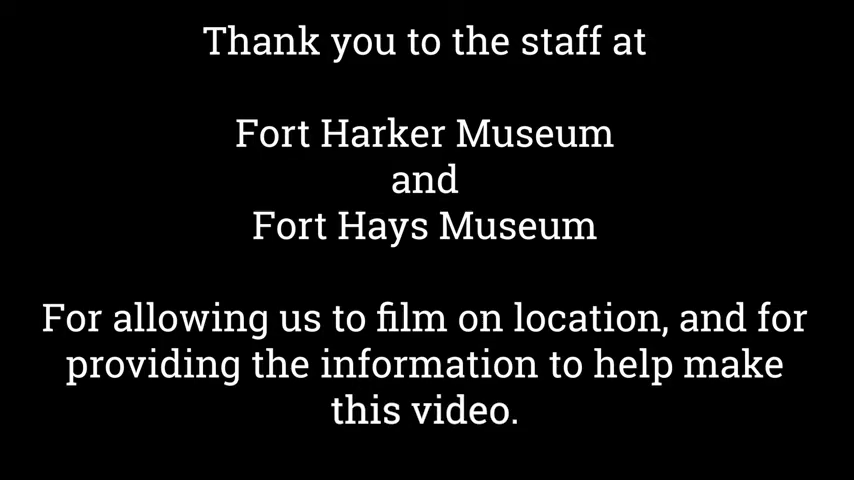 Thank you to the staff at
Fort Harker Museum
and
Fort Hays Museum
For allowing us to film on location, and for
providing the information to help make
this video.